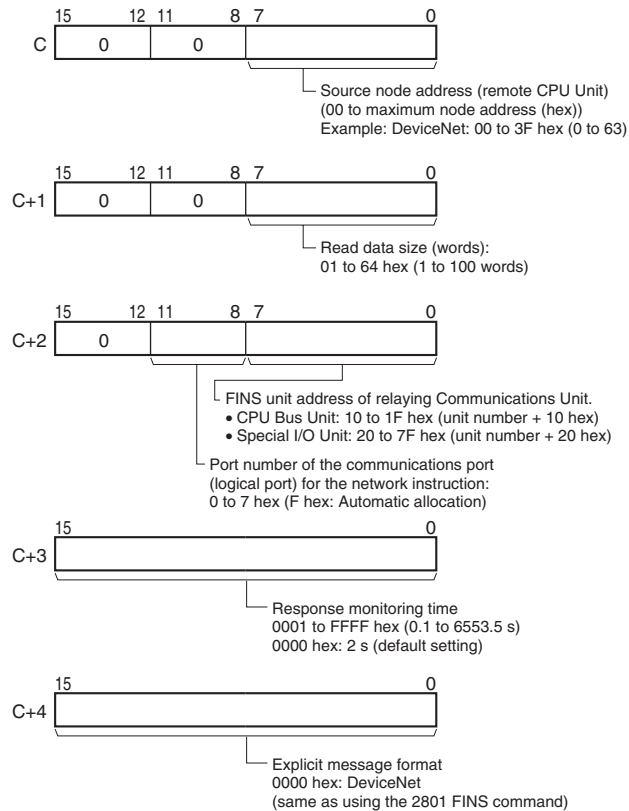 15 12 11 8 7 0
C 0 0
Source node address (remote CPU Unit)
(00 to maximum node address (hex))
Example: DeviceNet: 00 to 3F hex (0 to 63)
15 12 11 8 7 0
C+1 0 0
Read data size (words):
01 to 64 hex (1 to 100 words)
15 12 11 8 7 0
C+2 0
FINS unit address of relaying Communications Unit.
• CPU Bus Unit: 10 to 1F hex (unit number + 10 hex)
• Special I/O Unit: 20 to 7F hex (unit number + 20 hex)
Port number of the communications port
(logical port) for the network instruction:
0 to 7 hex (F hex: Automatic allocation)
15 0
C+3
Response monitoring time
0001 to FFFF hex (0.1 to 6553.5 s)
0000 hex: 2 s (default setting)
15 0
C+4
Explicit message format
0000 hex: DeviceNet
(same as using the 2801 FINS command)